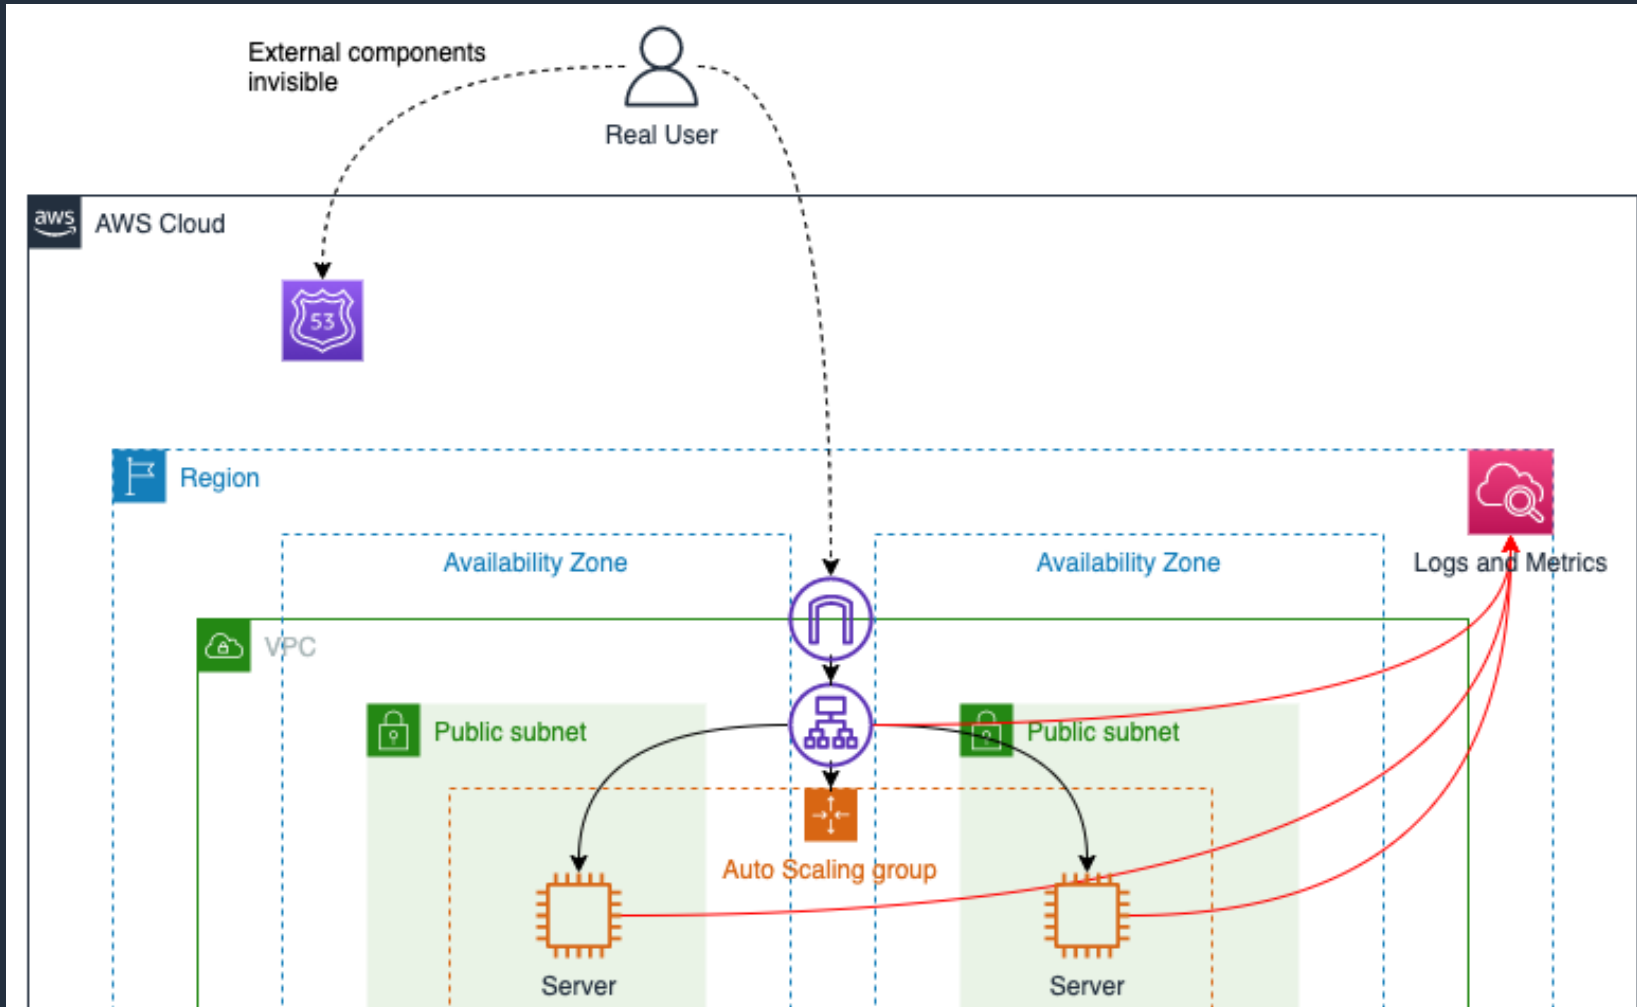 External components
invisible
Real User
aws
AWS Cloud
53
Region
Availability Zone
Availability Zone
Logs and Metrics
VPC
Public subnet
Public subnet
Auto Scaling group
Server
Server